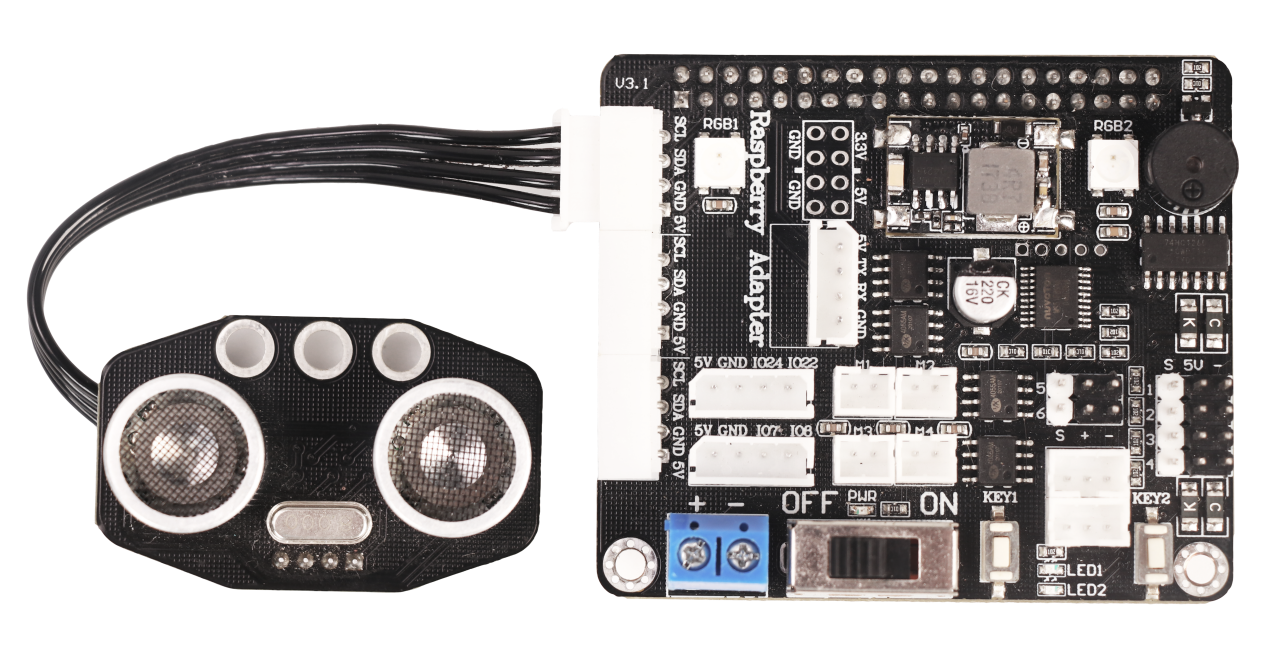 V3.1
RGB1
RGB2
Raspberry Adapter
3.3V 5V
GND GND
SCL SDA GND 5V
SCL SDA GND 5V
SCL SDA GND 5V
5V TX RX GND
CK
220
16V
K C
5V GND IO24 IO22
M1 M2
5V GND IO7 IO8
M3 M4
5
6
S + -
S 5V -
1
2
3
4
+ -
OFF PWR ON
KEY1
KEY2
K C
LED1
LED2